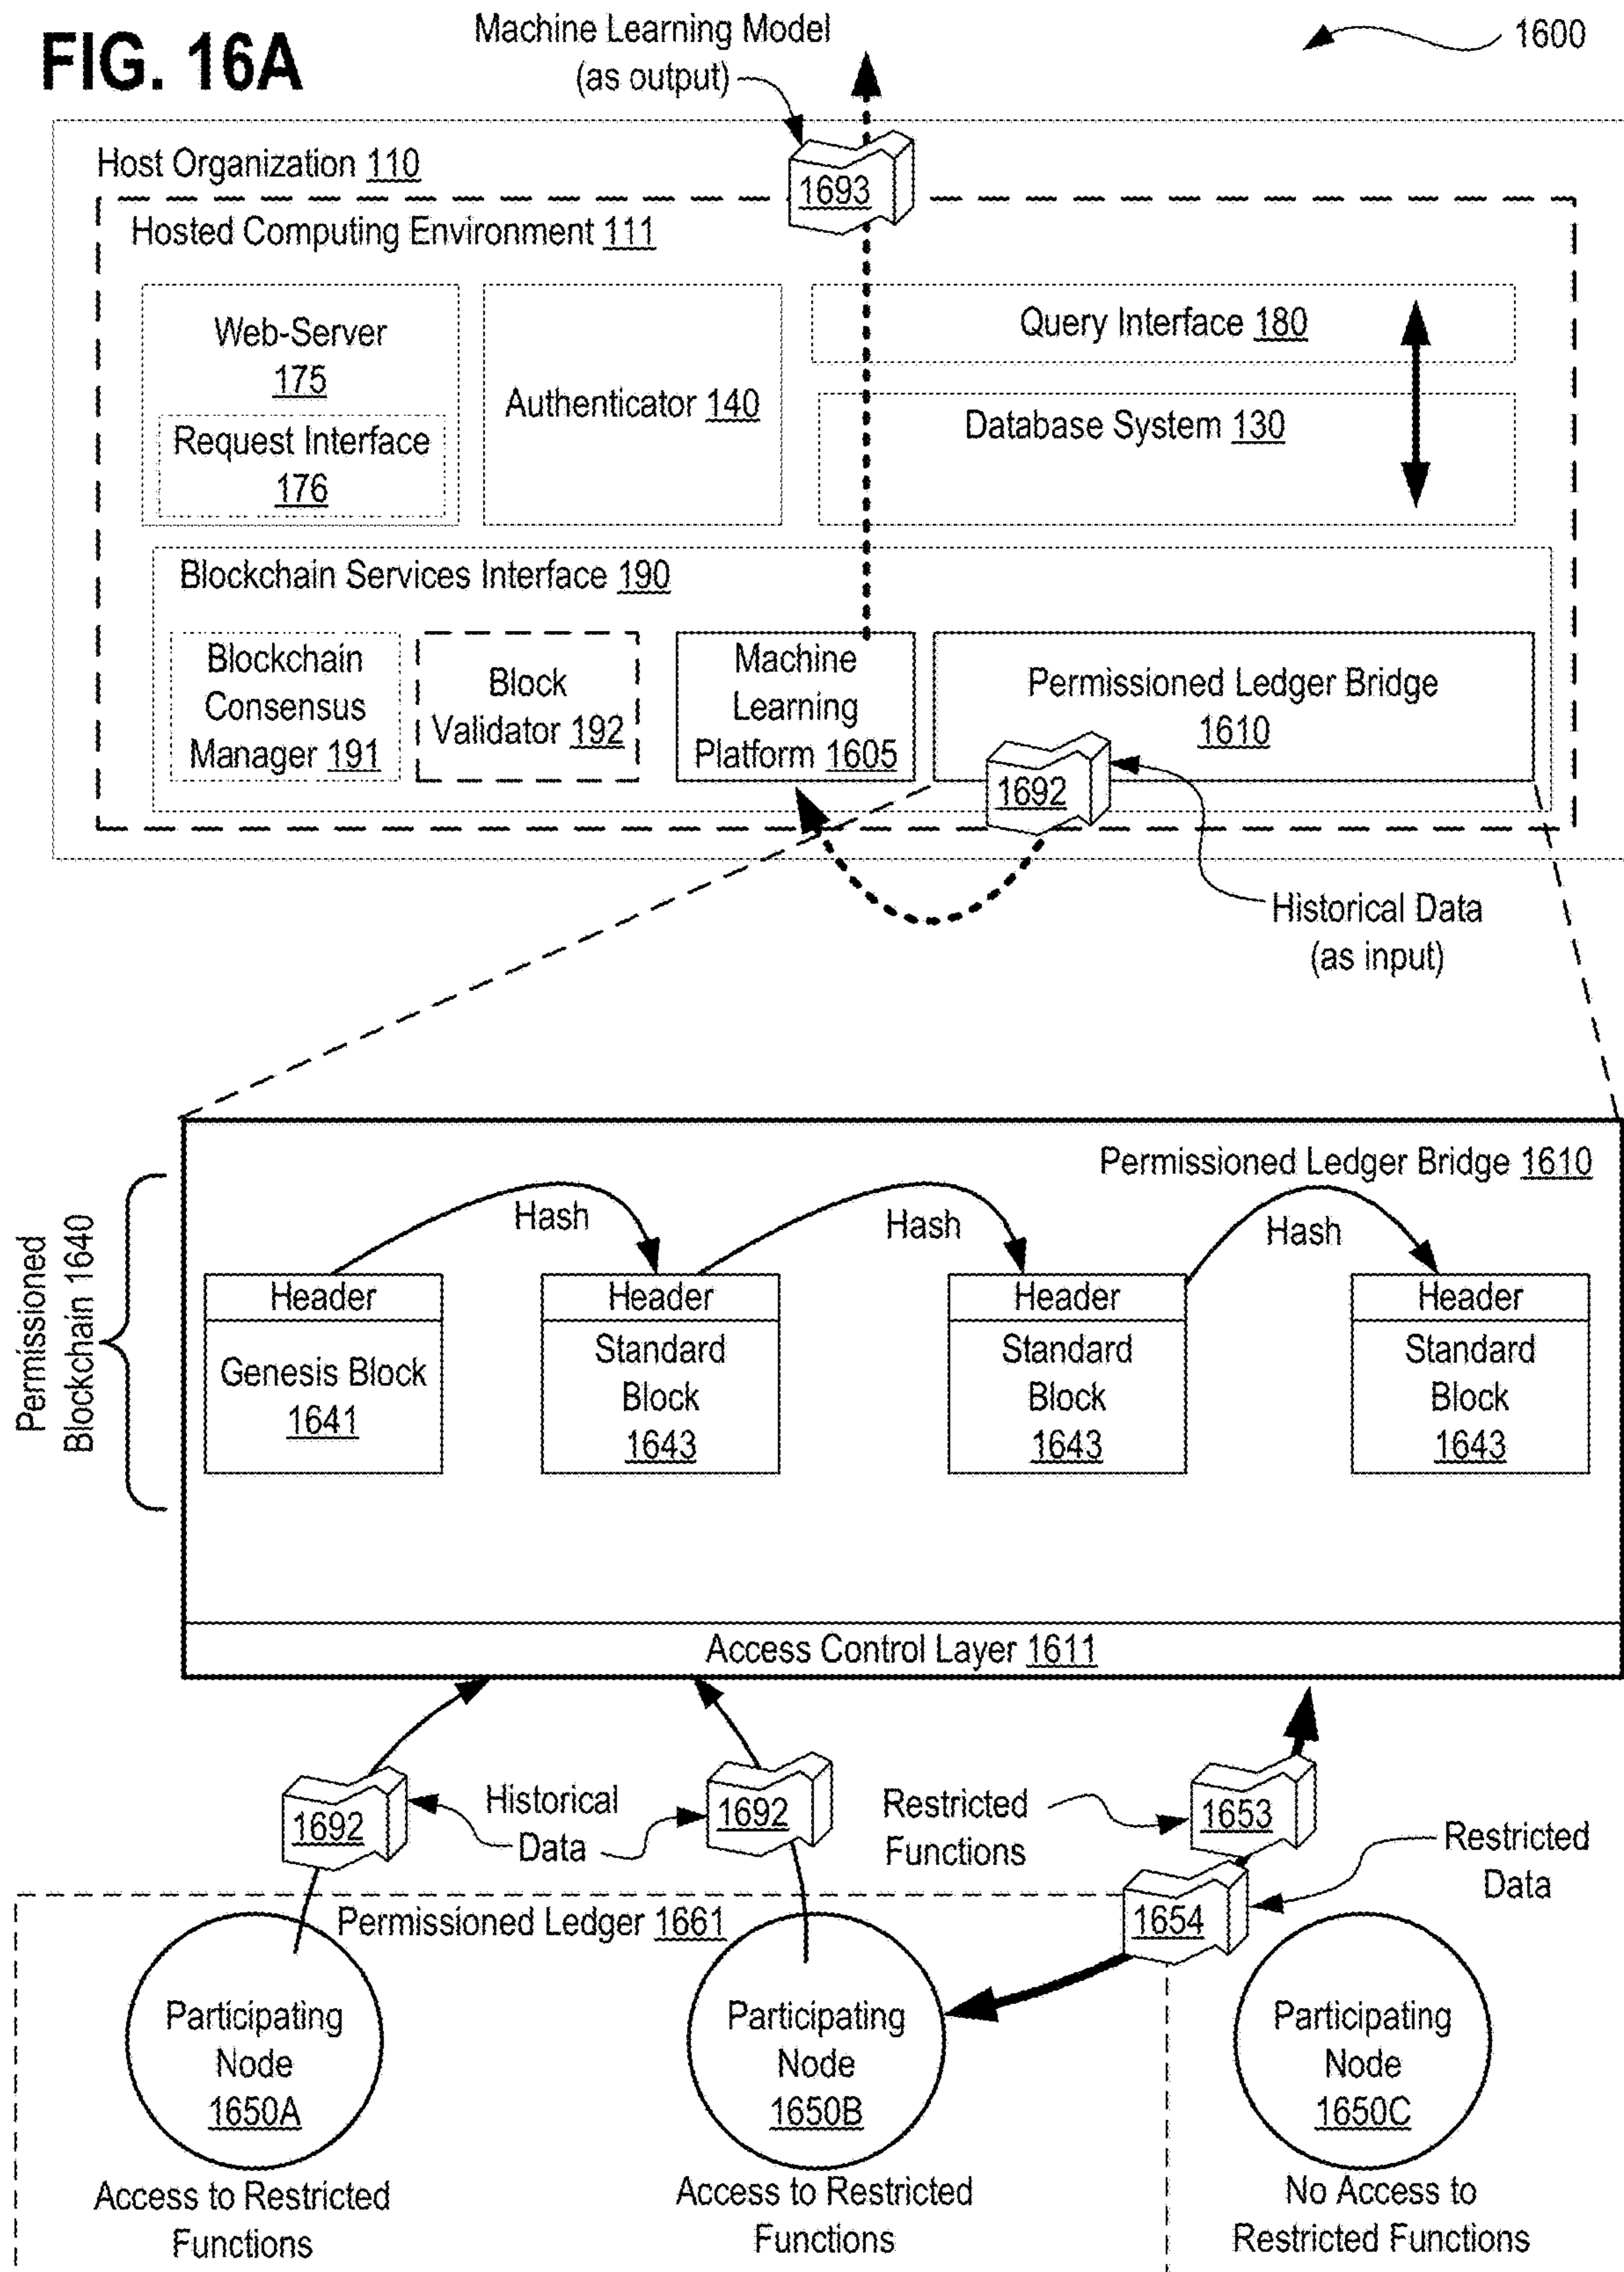 FIG. 16A
Machine Learning Model
(as output)
1600
Host Organization 110
1693
Hosted Computing Environment 111
Web-Server
175
Request Interface
176
Authenticator 140
Query Interface 180
Database System 130
Blockchain Services Interface 190
Blockchain
Consensus
Manager 191
Block
Validator 192
Machine
Learning
Platform 1605
Permissioned Ledger Bridge
1610
1692
Historical Data
(as input)
Permissioned Ledger Bridge 1610
Permissioned
Blockchain 1640
Hash
Hash
Hash
Header
Genesis Block
1641
Header
Standard
Block
1643
Header
Standard
Block
1643
Header
Standard
Block
1643
Access Control Layer 1611
1692
Historical
Data
1692
Restricted
Functions
1653
Restricted
Data
1654
Permissioned Ledger 1661
Participating
Node
1650A
Access to Restricted
Functions
Participating
Node
1650B
Access to Restricted
Functions
Participating
Node
1650C
No Access to
Restricted Functions